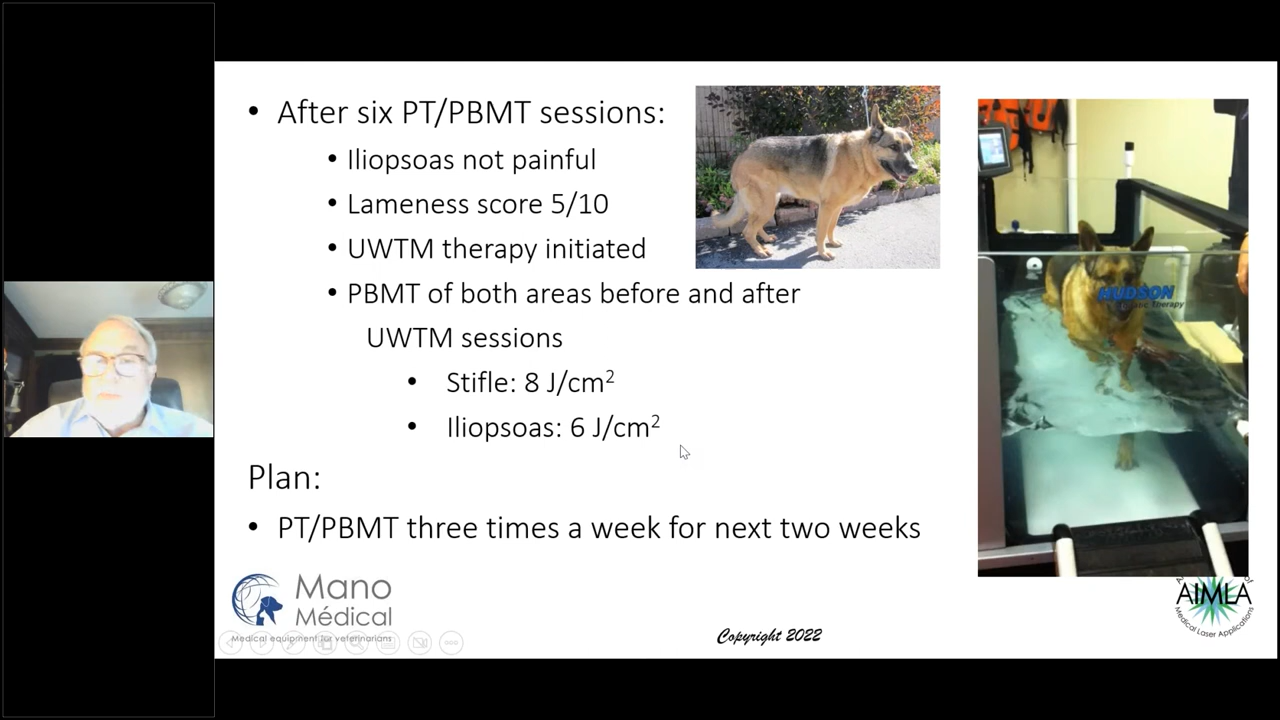 • After six PT/PBMT sessions:
• Iliopsoas not painful
• Lameness score 5/10
• UWTM therapy initiated
• PBMT of both areas before and after
UWTM sessions
• Stifle: 8 J/cm²
• Iliopsoas: 6 J/cm²
Plan:
• PT/PBMT three times a week for next two weeks
HUDSON
Therapy
Mano
Médical
Medical equipment for veterinarians
Copyright 2022
AIMLA
Medical Laser Applications